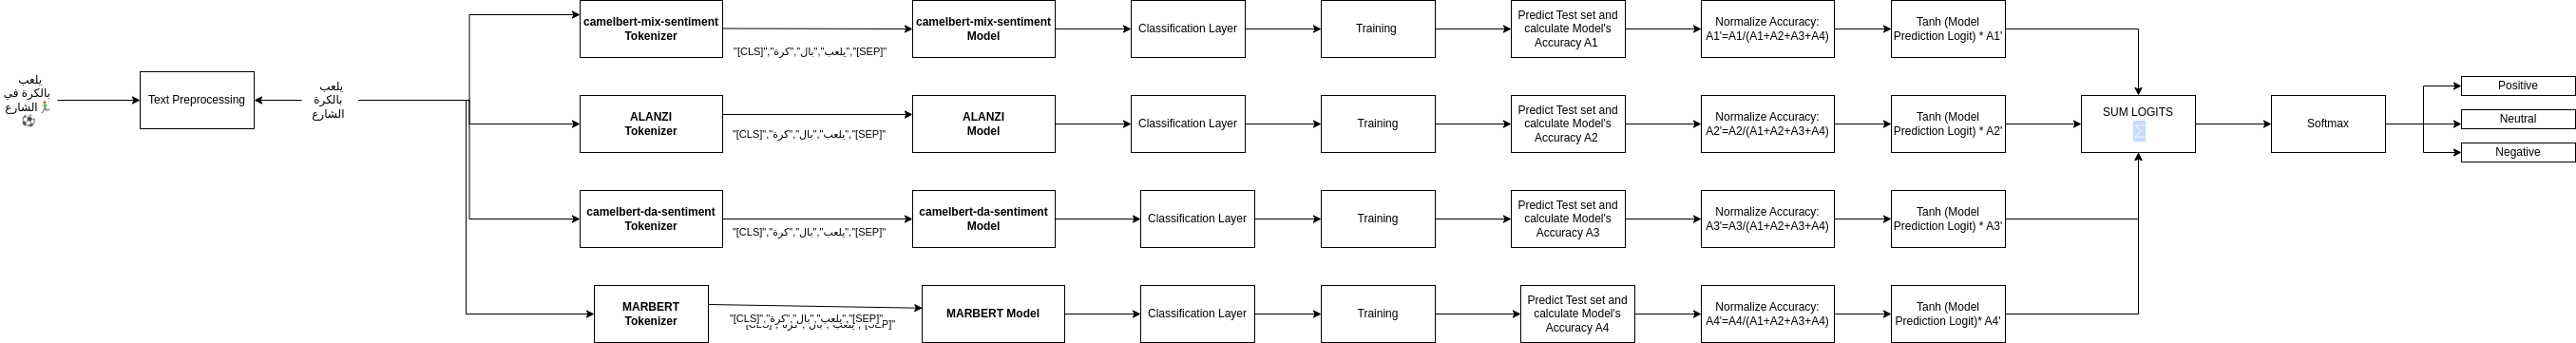 يلعب
بالكرة في
الشارع🏃‍♂️
⚽
Text Preprocessing
يلعب
بالكرة
الشارع
camelbert-mix-sentiment
Tokenizer
"[CLS]","يلعب","بال","كرة","[SEP]"
camelbert-mix-sentiment
Model
Classification Layer
Training
Predict Test set and
calculate Model's
Accuracy A1
Normalize Accuracy:
A1'=A1/(A1+A2+A3+A4)
Tanh (Model
Prediction Logit) * A1'
ALANZI
Tokenizer
"[CLS]","يلعب","بال","كرة","[SEP]"
ALANZI
Model
Classification Layer
Training
Predict Test set and
calculate Model's
Accuracy A2
Normalize Accuracy:
A2'=A2/(A1+A2+A3+A4)
Tanh (Model
Prediction Logit) * A2'
camelbert-da-sentiment
Tokenizer
"[CLS]","يلعب","بال","كرة","[SEP]"
camelbert-da-sentiment
Model
Classification Layer
Training
Predict Test set and
calculate Model's
Accuracy A3
Normalize Accuracy:
A3'=A3/(A1+A2+A3+A4)
Tanh (Model
Prediction Logit) * A3'
MARBERT
Tokenizer
"[CLS]","يلعب","بال","كرة","[SEP]"
"[CLS]","يلعب","بال","كرة","[SEP]"
MARBERT Model
Classification Layer
Training
Predict Test set and
calculate Model's
Accuracy A4
Normalize Accuracy:
A4'=A4/(A1+A2+A3+A4)
Tanh (Model
Prediction Logit)* A4'
SUM LOGITS
∑
Softmax
Positive
Neutral
Negative